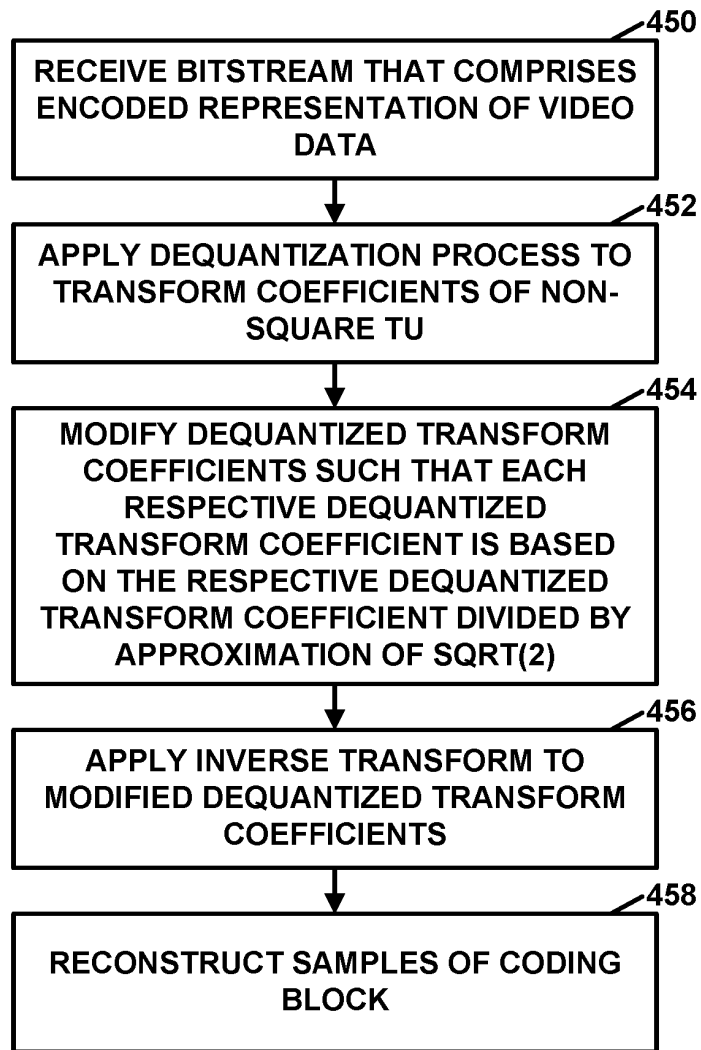 450
RECEIVE BITSTREAM THAT COMPRISES
ENCODED REPRESENTATION OF VIDEO
DATA
452
APPLY DEQUANTIZATION PROCESS TO
TRANSFORM COEFFICIENTS OF NON-
SQUARE TU
454
MODIFY DEQUANTIZED TRANSFORM
COEFFICIENTS SUCH THAT EACH
RESPECTIVE DEQUANTIZED
TRANSFORM COEFFICIENT IS BASED
ON THE RESPECTIVE DEQUANTIZED
TRANSFORM COEFFICIENT DIVIDED BY
APPROXIMATION OF SQRT(2)
456
APPLY INVERSE TRANSFORM TO
MODIFIED DEQUANTIZED TRANSFORM
COEFFICIENTS
458
RECONSTRUCT SAMPLES OF CODING
BLOCK